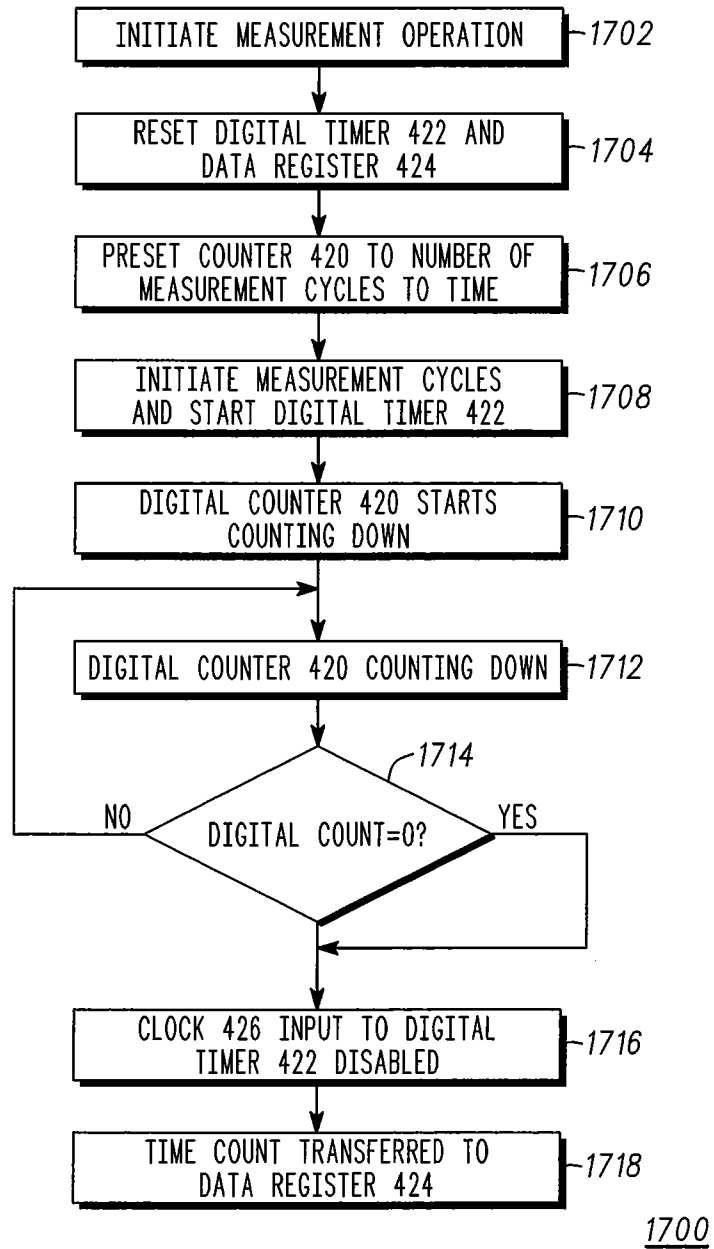 INITIATE MEASUREMENT OPERATION
1702
RESET DIGITAL TIMER 422 AND
DATA REGISTER 424
1704
PRESET COUNTER 420 TO NUMBER OF
MEASUREMENT CYCLES TO TIME
1706
INITIATE MEASUREMENT CYCLES
AND START DIGITAL TIMER 422
1708
DIGITAL COUNTER 420 STARTS
COUNTING DOWN
1710
DIGITAL COUNTER 420 COUNTING DOWN
1712
1714
NO
DIGITAL COUNT=0?
YES
CLOCK 426 INPUT TO DIGITAL
TIMER 422 DISABLED
1716
TIME COUNT TRANSFERRED TO
DATA REGISTER 424
1718
1700